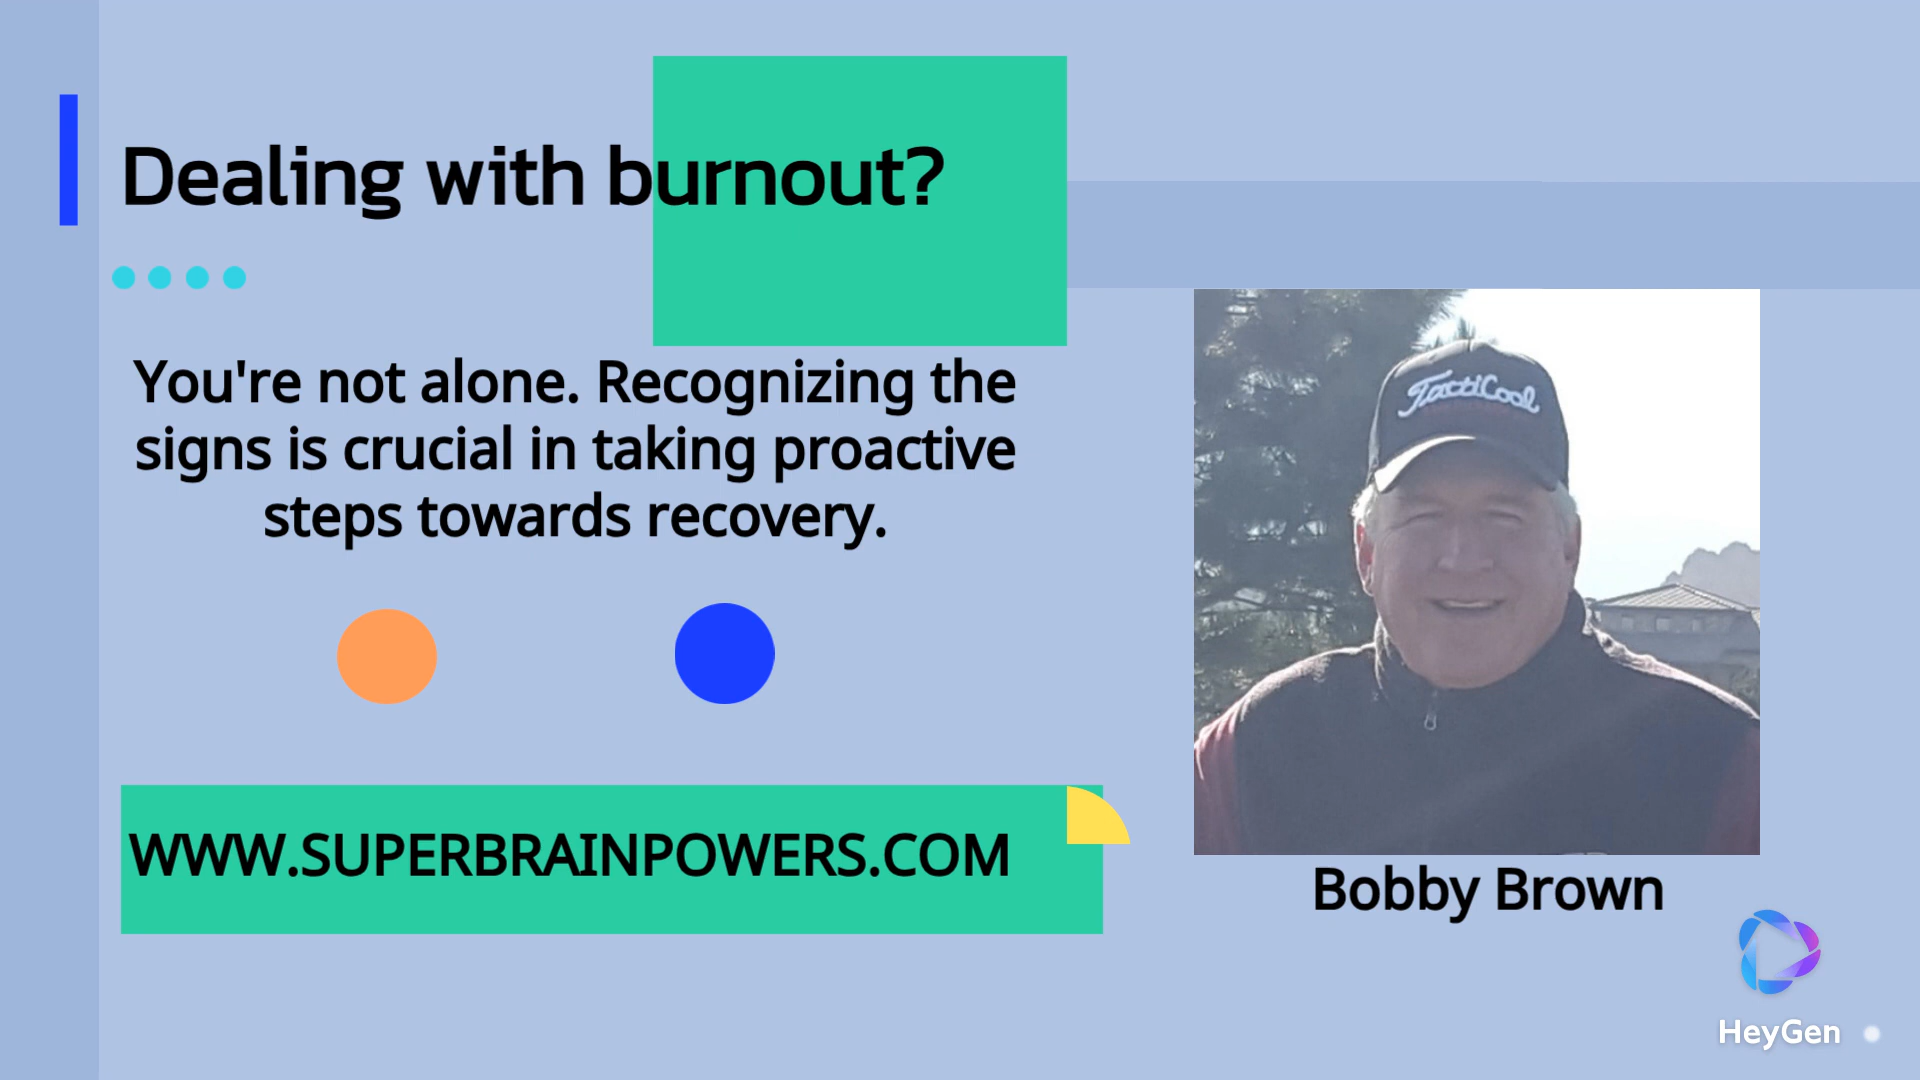 Dealing with burnout?
You're not alone. Recognizing the
signs is crucial in taking proactive
steps towards recovery.
WWW.SUPERBRAINPOWERS.COM
TactiCool
Bobby Brown
HeyGen